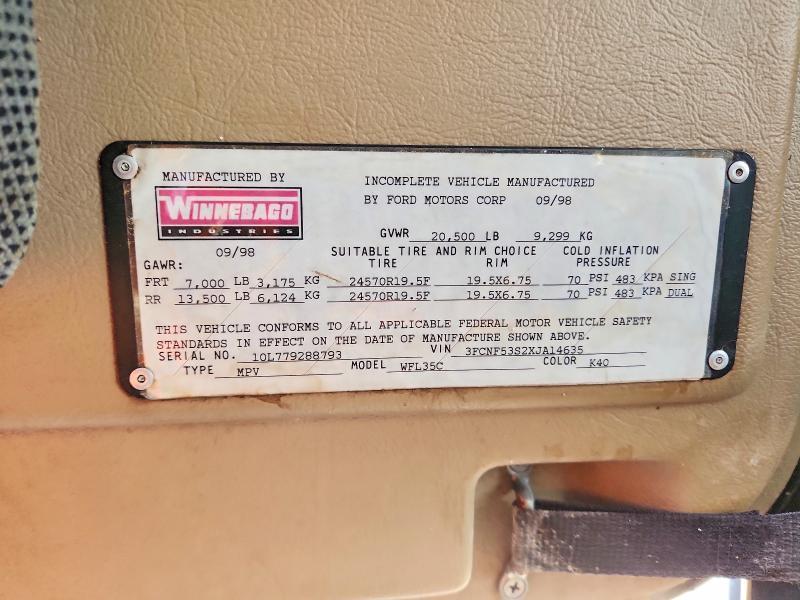 MANUFACTURED BY
WINNEBAGO
INDUSTRIES
09/98
INCOMPLETE VEHICLE MANUFACTURED
BY FORD MOTORS CORP 09/98
GVWR 20,500 LB 9,299 KG
SUITABLE TIRE AND RIM CHOICE COLD INFLATION
GAWR: TIRE RIM PRESSURE
FRT 7,000 LB 3,175 KG 24570R19.5F 19.5X6.75 70 PSI 483 KPA SING
RR 13,500 LB 6,124 KG 24570R19.5F 19.5X6.75 70 PSI 483 KPA DUAL
THIS VEHICLE CONFORMS TO ALL APPLICABLE FEDERAL MOTOR VEHICLE SAFETY
STANDARDS IN EFFECT ON THE DATE OF MANUFACTURE SHOWN ABOVE.
SERIAL NO. 10L779288793 VIN 3FCNF53S2XJA14635
TYPE MPV MODEL WFL35C COLOR K40